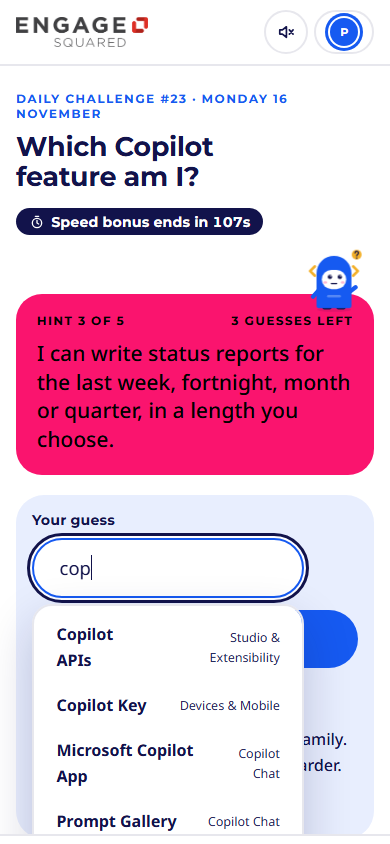 ENGAGE
SQUARED
P
DAILY CHALLENGE #23 · MONDAY 16
NOVEMBER
Which Copilot
feature am I?
Speed bonus ends in 107s
?
HINT 3 OF 5
3 GUESSES LEFT
I can write status reports for
the last week, fortnight, month
or quarter, in a length you
choose.
Your guess
cop
Copilot
APIs
Studio &
Extensibility
Copilot Key
Devices & Mobile
Microsoft Copilot
App
Copilot
Chat
amily.
arder.
Prompt Gallery
Copilot Chat